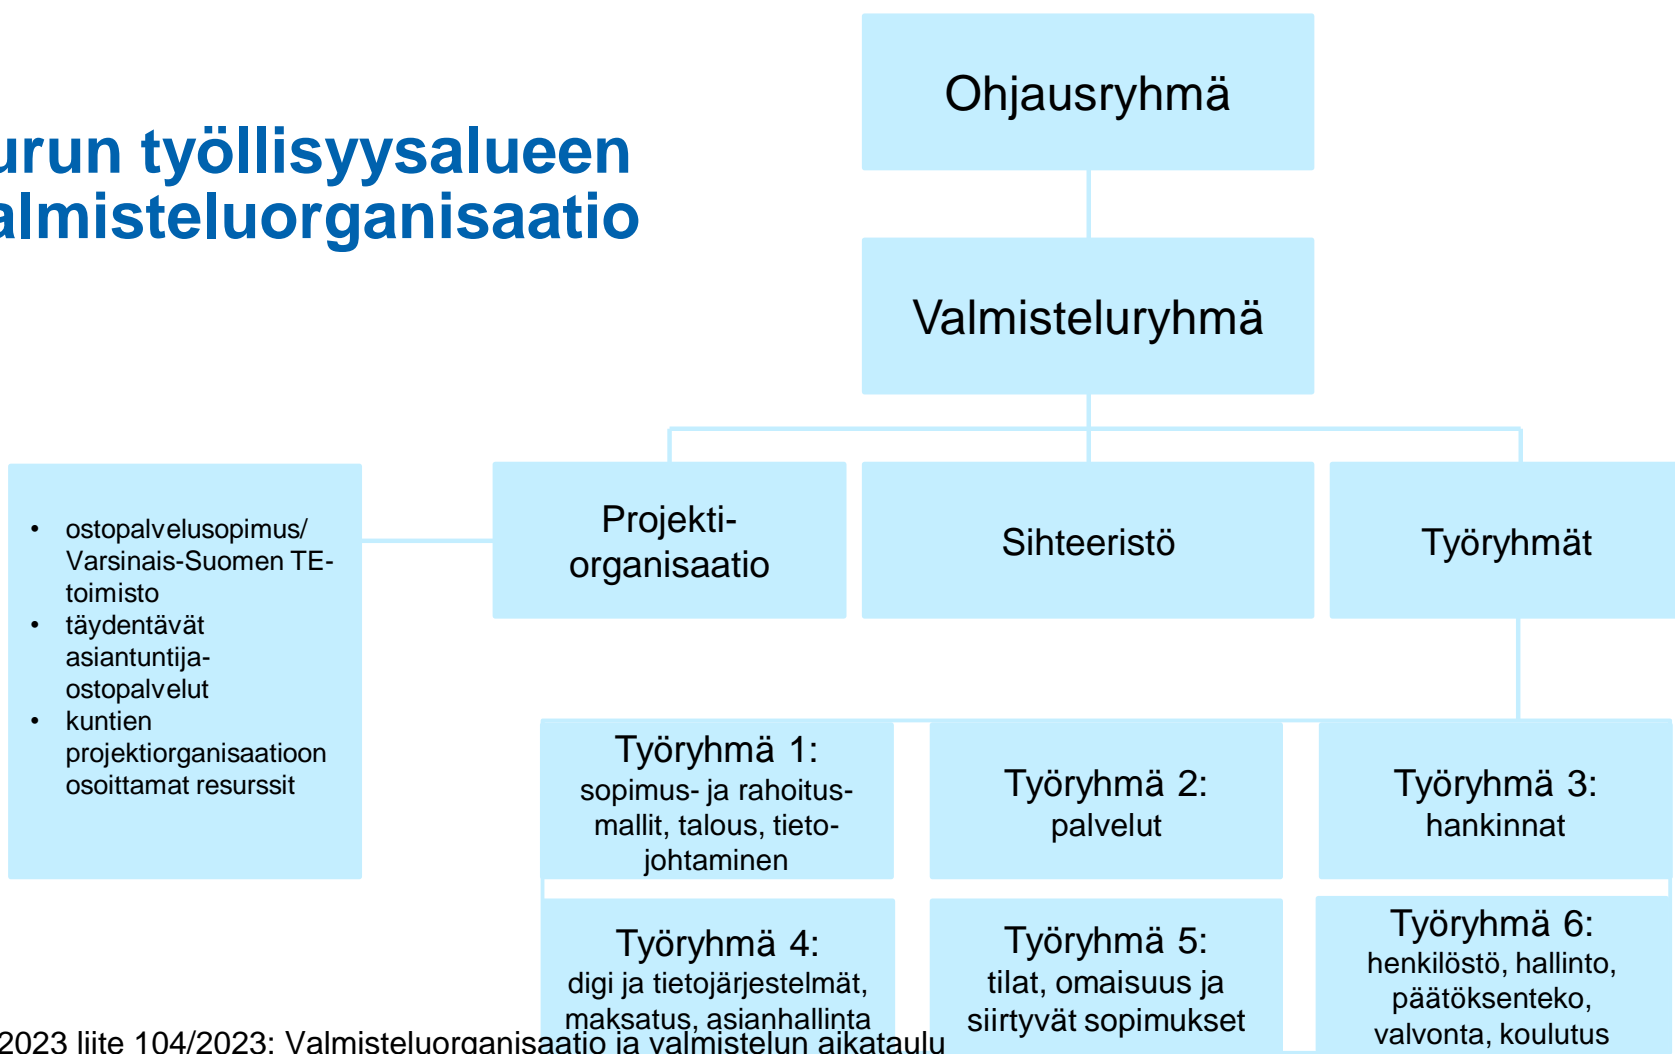 Ohjausryhmä
urun työllisyysalueen
almisteluorganisaatio
Valmisteluryhmä
• ostopalvelusopimus/
Varsinais-Suomen TE-
toimisto
• täydentävät
asiantuntija-
ostopalvelut
• kuntien
projektiorganisaatioon
osoittamat resurssit
Projekti-
organisaatio
Sihteeristö
Työryhmät
Työryhmä 1:
sopimus- ja rahoitus-
mallit, talous, tieto-
johtaminen
Työryhmä 2:
palvelut
Työryhmä 3:
hankinnat
Työryhmä 4:
digi ja tietojärjestelmät,
maksatus, asianhallinta
Työryhmä 5:
tilat, omaisuus ja
siirtyvät sopimukset
Työryhmä 6:
henkilöstö, hallinto,
päätöksenteko,
valvonta, koulutus
2023 liite 104/2023: Valmisteluorganisaatio ja valmistelun aikataulu